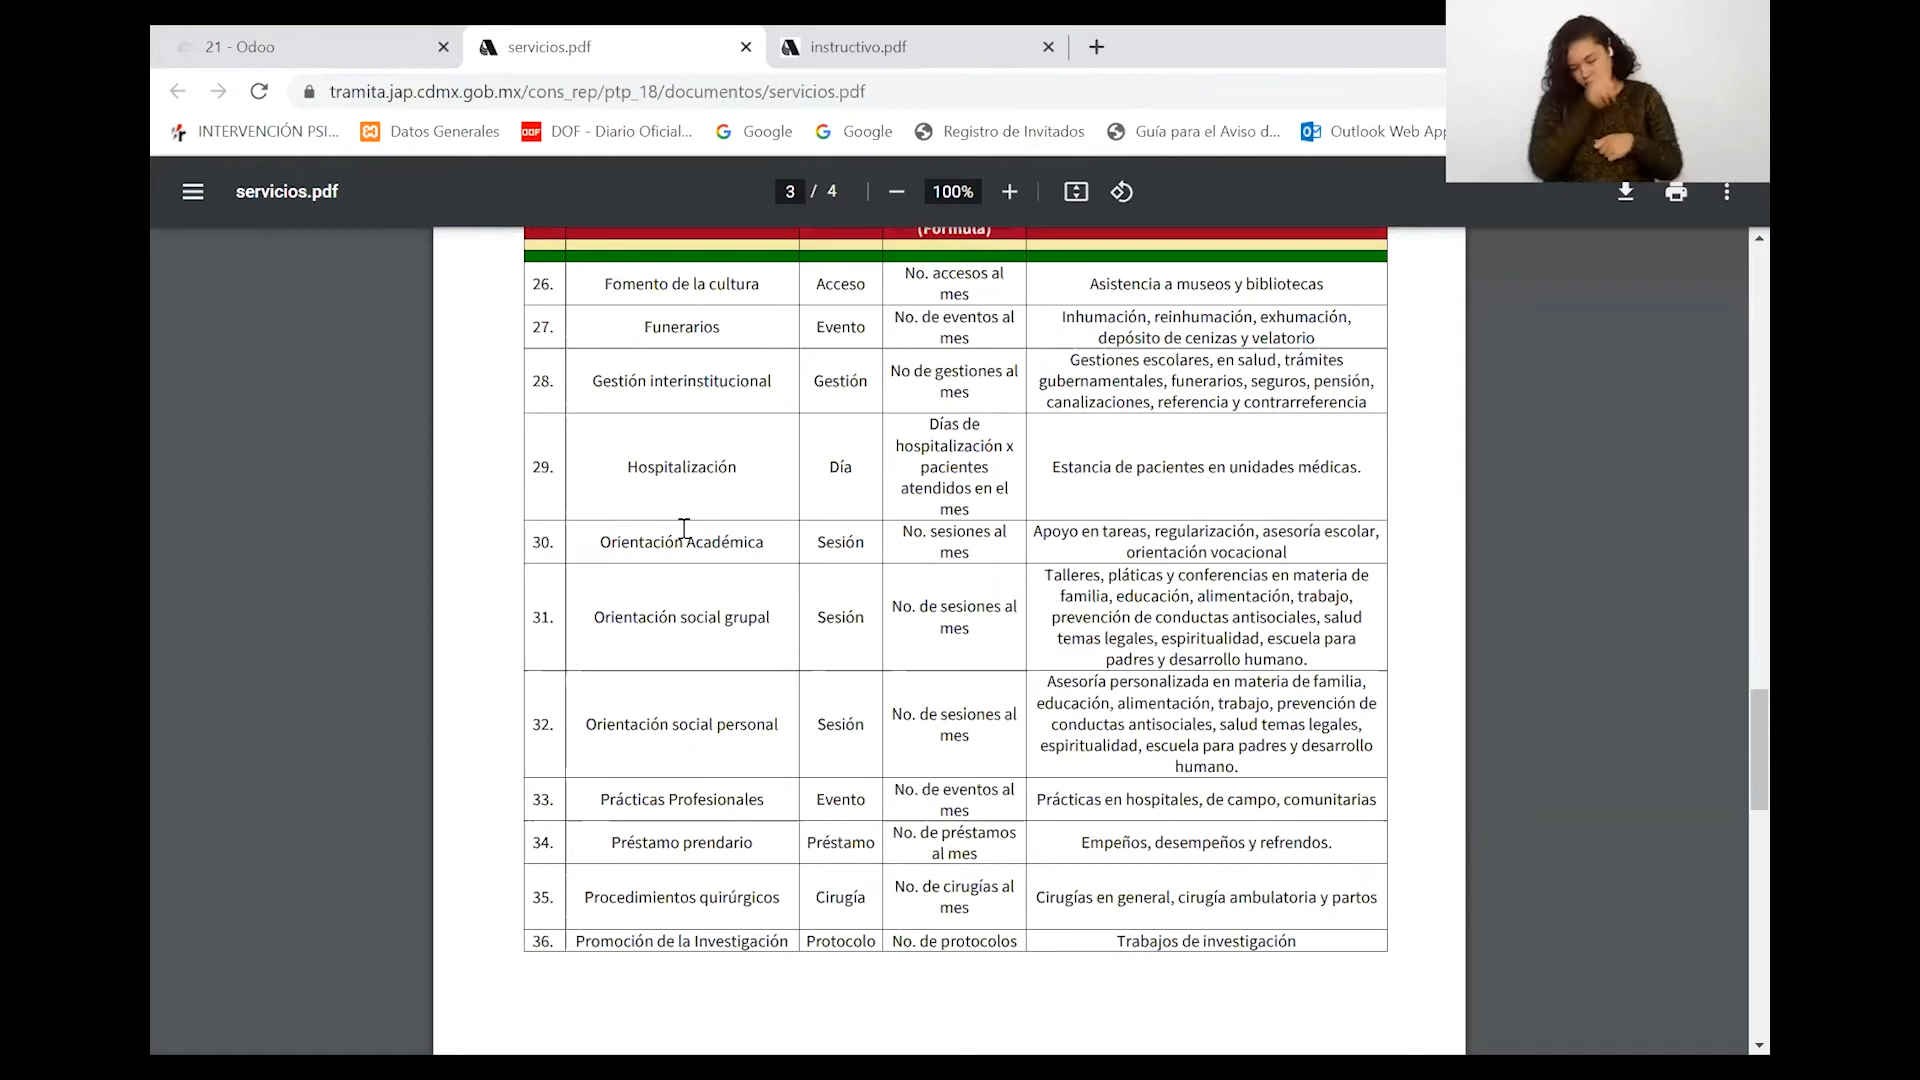 21 - Odoo
servicios.pdf
instructivo.pdf
tramita.jap.cdmx.gob.mx/cons_rep/ptp_18/documentos/servicios.pdf
INTERVENCIÓN PSI...
Datos Generales
DOF
DOF - Diario Oficial...
Google
Google
Registro de Invitados
Guía para el Aviso d...
Outlook Web App
servicios.pdf
3 / 4
100%
(Fórmula)
26.
Fomento de la cultura
Acceso
No. accesos al
mes
Asistencia a museos y bibliotecas
27.
Funerarios
Evento
No. de eventos al
mes
Inhumación, reinhumación, exhumación,
depósito de cenizas y velatorio
28.
Gestión interinstitucional
Gestión
No de gestiones al
mes
Gestiones escolares, en salud, trámites
gubernamentales, funerarios, seguros, pensión,
canalizaciones, referencia y contrarreferencia
29.
Hospitalización
Día
Días de
hospitalización x
pacientes
atendidos en el
mes
Estancia de pacientes en unidades médicas.
30.
Orientación Académica
Sesión
No. sesiones al
mes
Apoyo en tareas, regularización, asesoría escolar,
orientación vocacional
31.
Orientación social grupal
Sesión
No. de sesiones al
mes
Talleres, pláticas y conferencias en materia de
familia, educación, alimentación, trabajo,
prevención de conductas antisociales, salud
temas legales, espiritualidad, escuela para
padres y desarrollo humano.
32.
Orientación social personal
Sesión
No. de sesiones al
mes
Asesoría personalizada en materia de familia,
educación, alimentación, trabajo, prevención de
conductas antisociales, salud temas legales,
espiritualidad, escuela para padres y desarrollo
humano.
33.
Prácticas Profesionales
Evento
No. de eventos al
mes
Prácticas en hospitales, de campo, comunitarias
34.
Préstamo prendario
Préstamo
No. de préstamos
al mes
Empeños, desempeños y refrendos.
35.
Procedimientos quirúrgicos
Cirugía
No. de cirugías al
mes
Cirugías en general, cirugía ambulatoria y partos
36.
Promoción de la Investigación
Protocolo
No. de protocolos
Trabajos de investigación